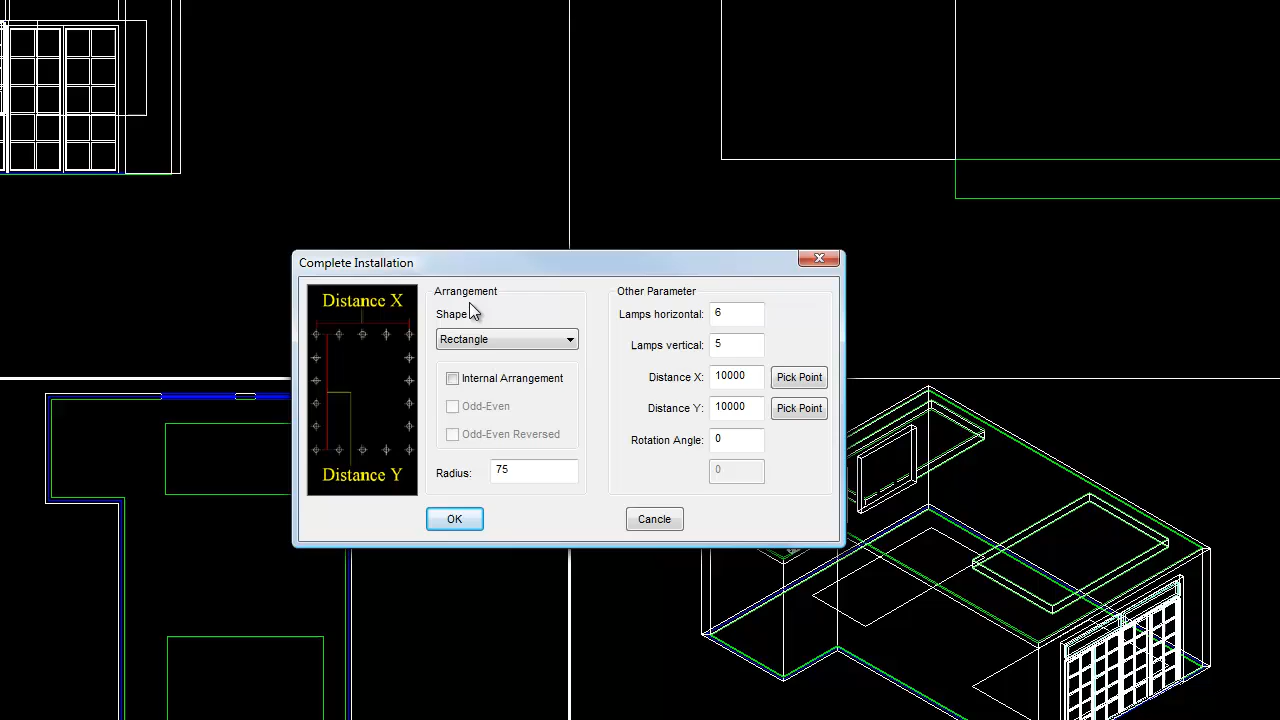 Complete Installation
Distance X
Distance Y
Arrangement
Shape
Rectangle
Internal Arrangement
Odd-Even
Odd-Even Reversed
Radius: 75
Other Parameter
Lamps horizontal: 6
Lamps vertical: 5
Distance X: 10000 Pick Point
Distance Y: 10000 Pick Point
Rotation Angle: 0
0
OK
Cancle